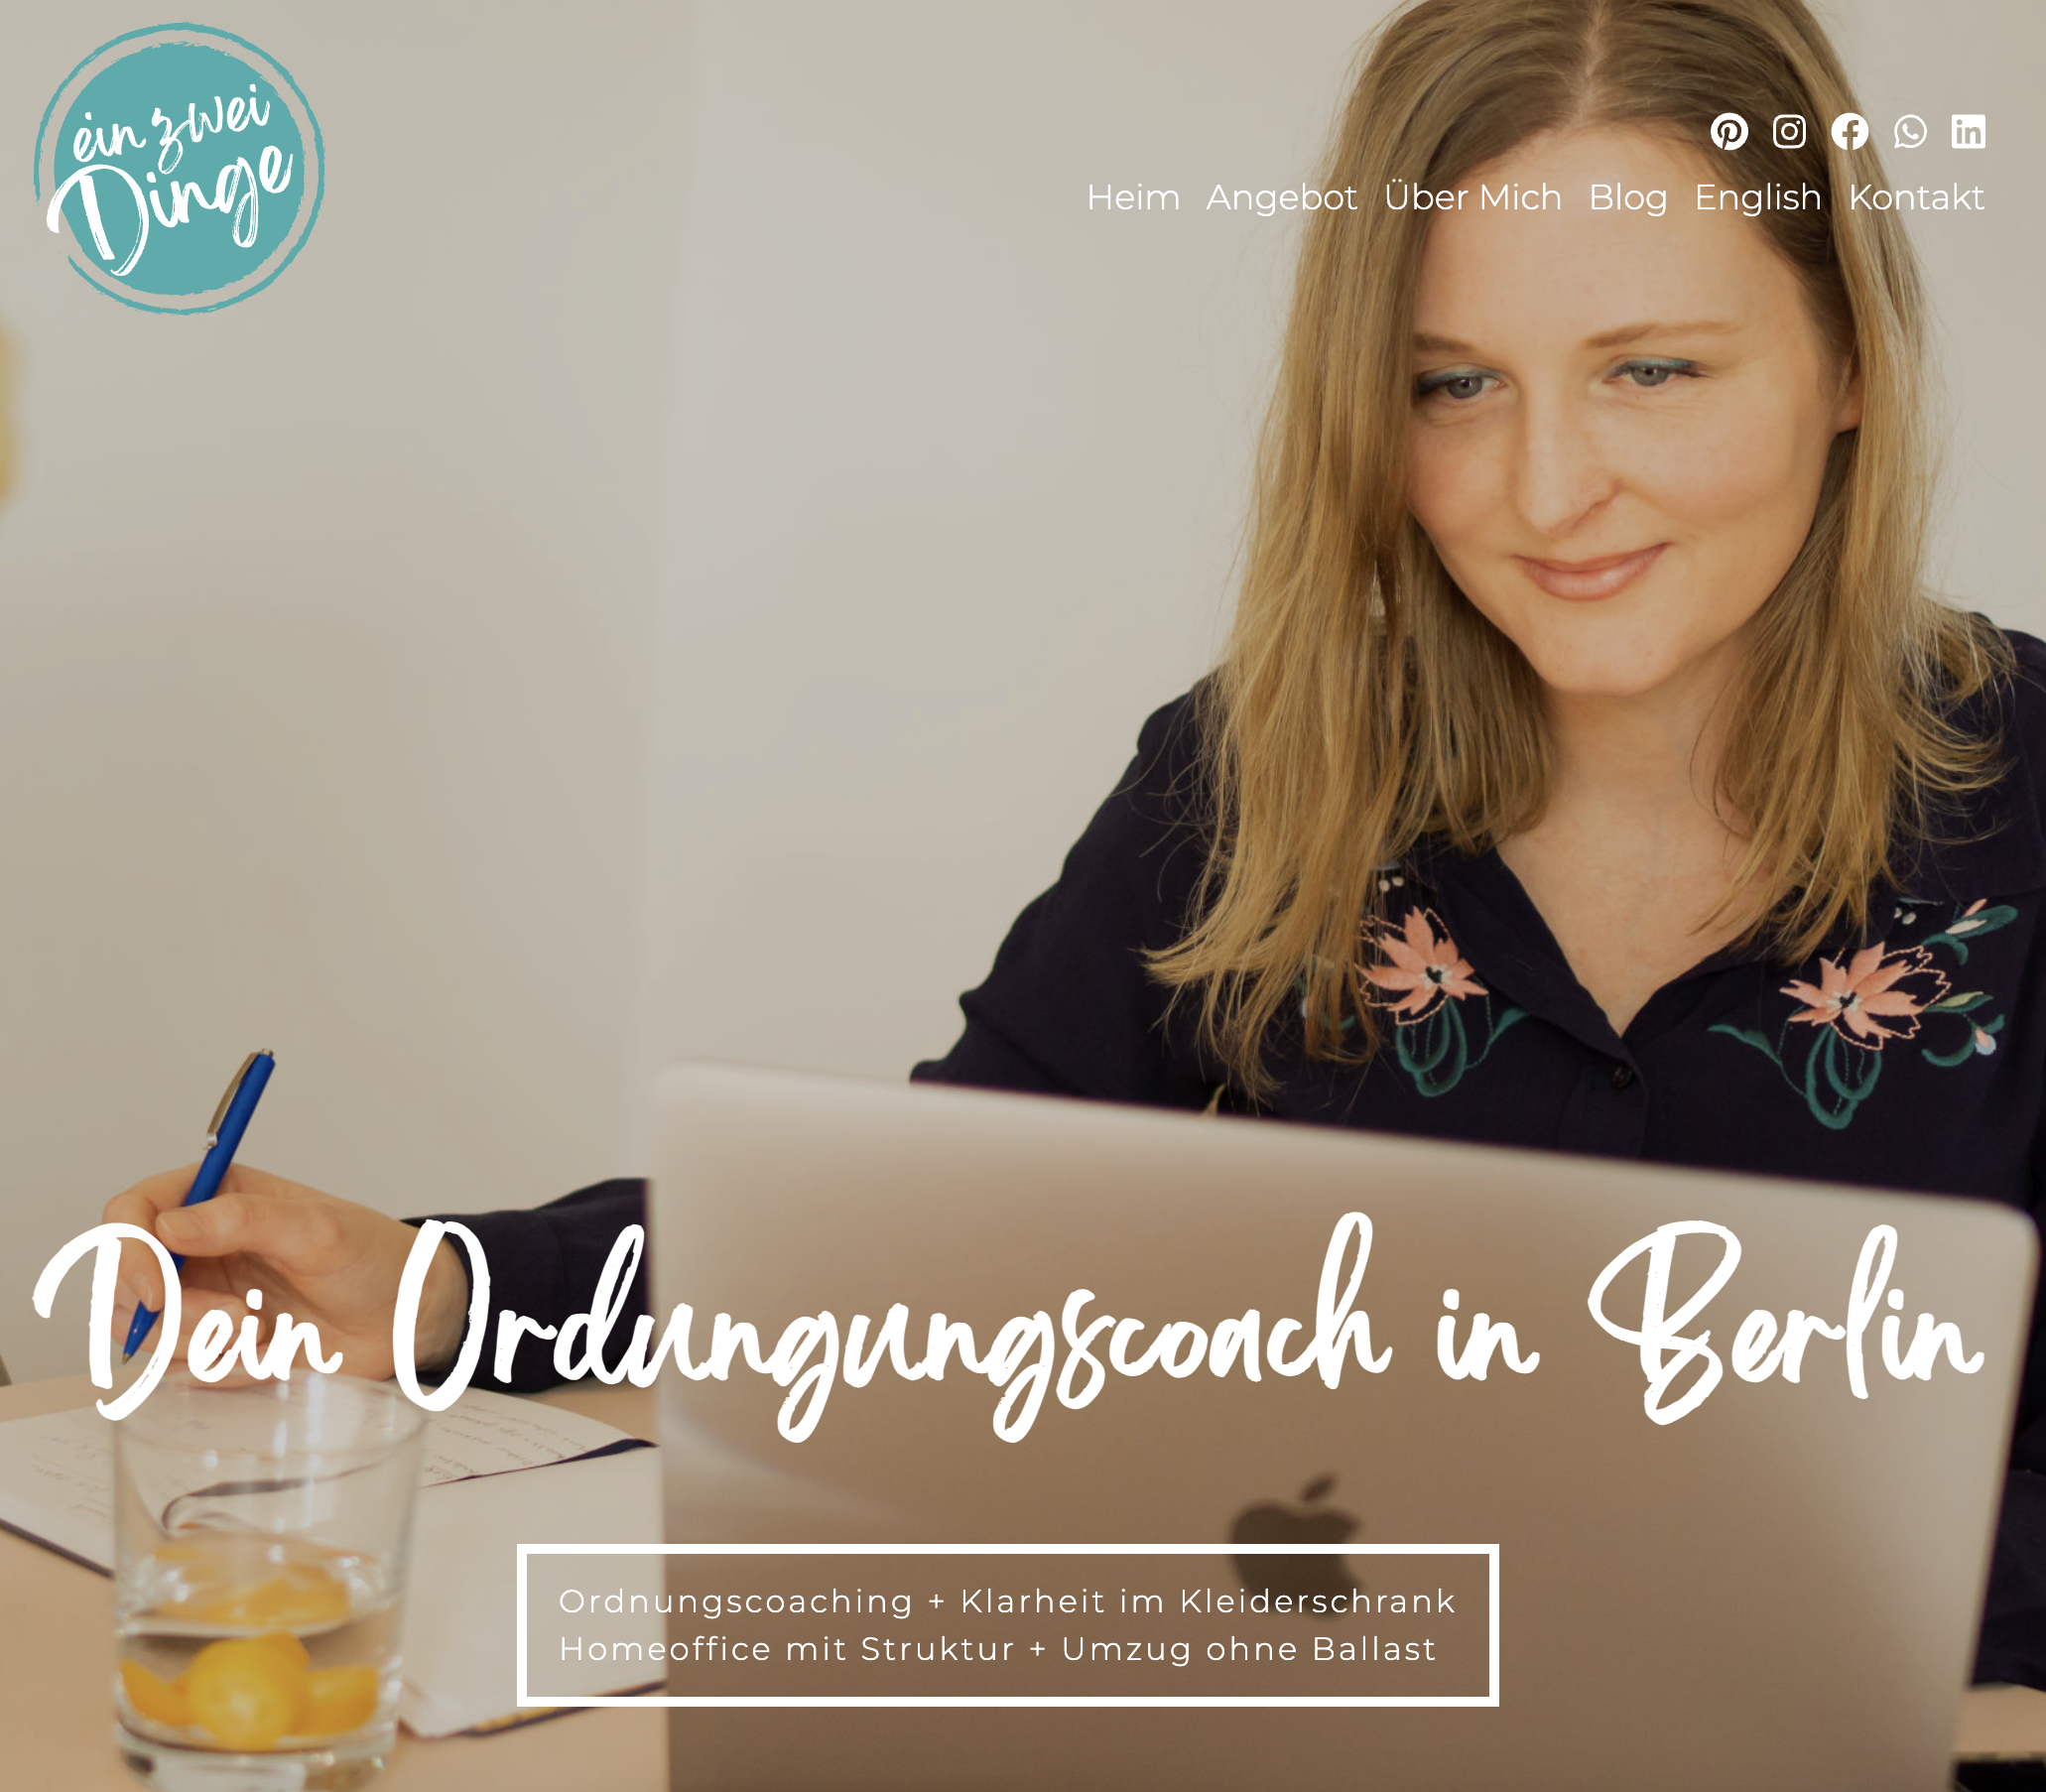 ein zwei
Dinge
Heim Angebot Über Mich Blog English Kontakt
Dein Ordungungscoach in Berlin
Ordnungscoaching + Klarheit im Kleiderschrank
Homeoffice mit Struktur + Umzug ohne Ballast